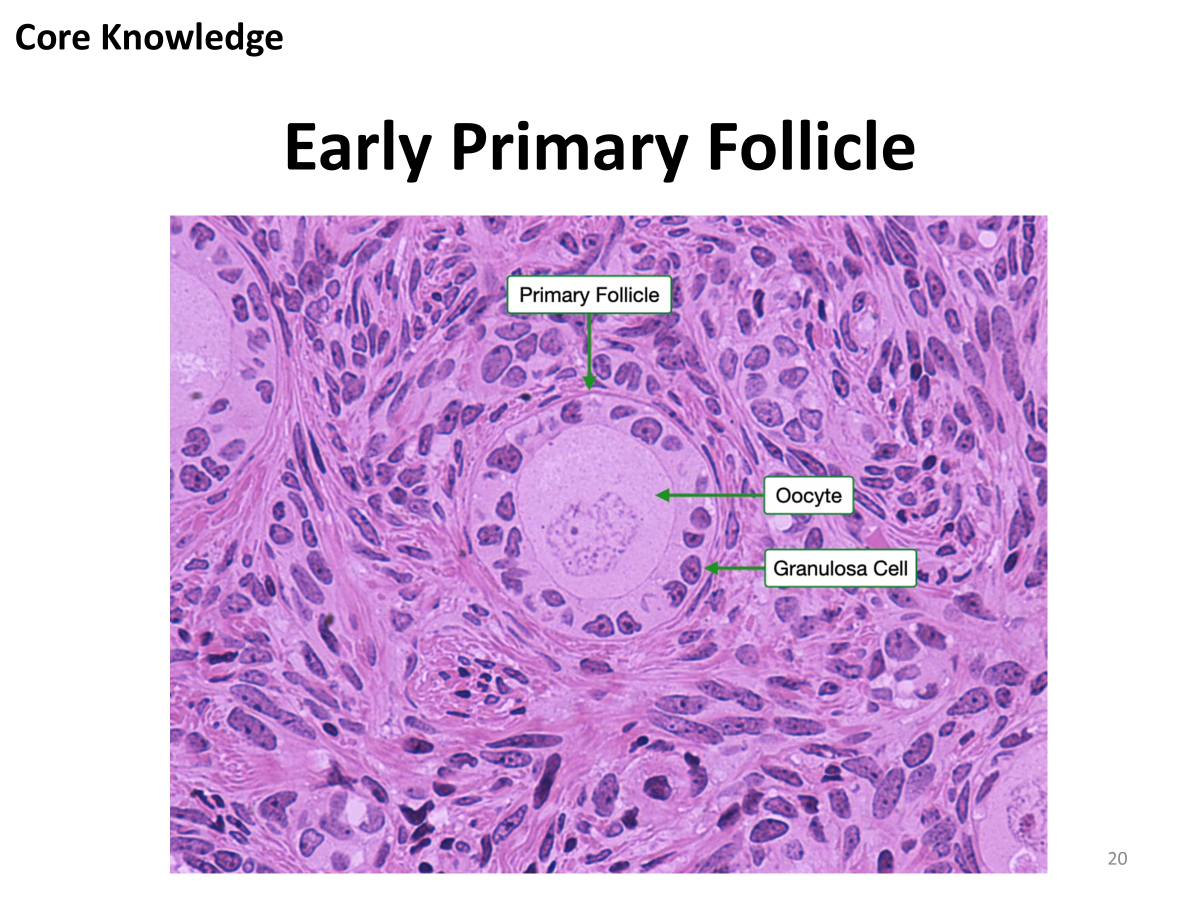 Core Knowledge
Early Primary Follicle
Primary Follicle
Oocyte
Granulosa Cell
20